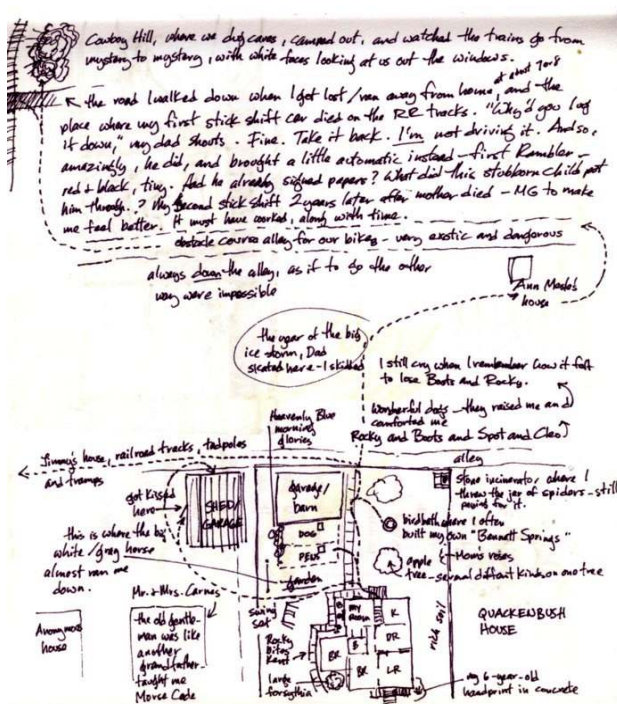 Cowboy Hill, where we dug caves, camped out, and watched the trains go from
mystery to mystery, with white faces looking at us out the windows.
at about 7 or 8
the road I walked down when I got lost/ran away from home, and the
place where my first stick shift car died on the RR tracks. "Why'd you lug
it down," my dad shouts. Fine. Take it back. I'm not driving it. And so,
amazingly, he did, and brought a little automatic instead - first Rambler -
red & black, tiny. And he already signed papers? What did this stubborn child put
him through..? My second stick shift 2 years later after mother died - MG to make
me feel better. It must have worked, along with time.
obstacle course alley for our bikes - very exotic and dangerous
always down the alley, as if to go the other
way were impossible
Ann
house
the year of the big
ice storm, Dad
skated here - I skidded
I still cry when I remember how it felt
to lose Boots and Rocky.
Wonderful dogs - they raised me and
comforted me
Rocky and Boots and Spot and Cleo
Heavenly Blue
morning
glories
alley
Jimmy's house, railroad tracks, tadpoles
and tramps
got kissed
here
SHED/
GARAGE
garage/
barn
DOG
PENS
garden
stone incinerator where I
threw the jar of spiders - still
paying for it.
birdbath where I often
built my own "Bennett Springs"
Mom's roses
apple
tree - several different kinds on one tree
this is where the big
white/grey horse
almost ran me
down.
Mr. & Mrs. Carnes
Anonymous
house
the old gentle-
man was like
another
grandfather -
taught me
Morse Code
swing
set
Rocky
bites
Kent
large
forsythia
B
MY
ROOM
K
DR
B
BR
BR
LR
rich soil
QUACKENBUSH
HOUSE
my 6-year-old
handprint in concrete